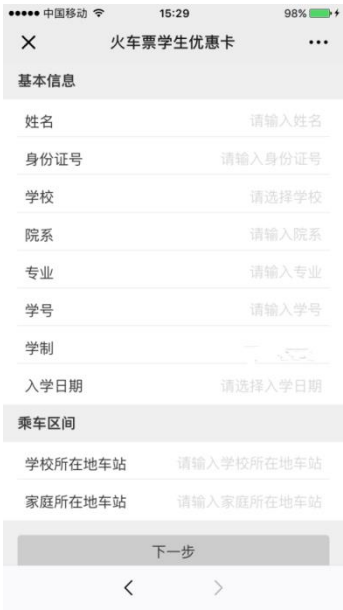 中国移动 15:29 98%
火车票学生优惠卡
基本信息
姓名 请输入姓名
身份证号 请输入身份证号
学校 请选择学校
院系 请输入院系
专业 请输入专业
学号 请输入学号
学制
入学日期 请选择入学日期
乘车区间
学校所在地车站 请输入学校所在地车站
家庭所在地车站 请输入家庭所在地车站
下一步